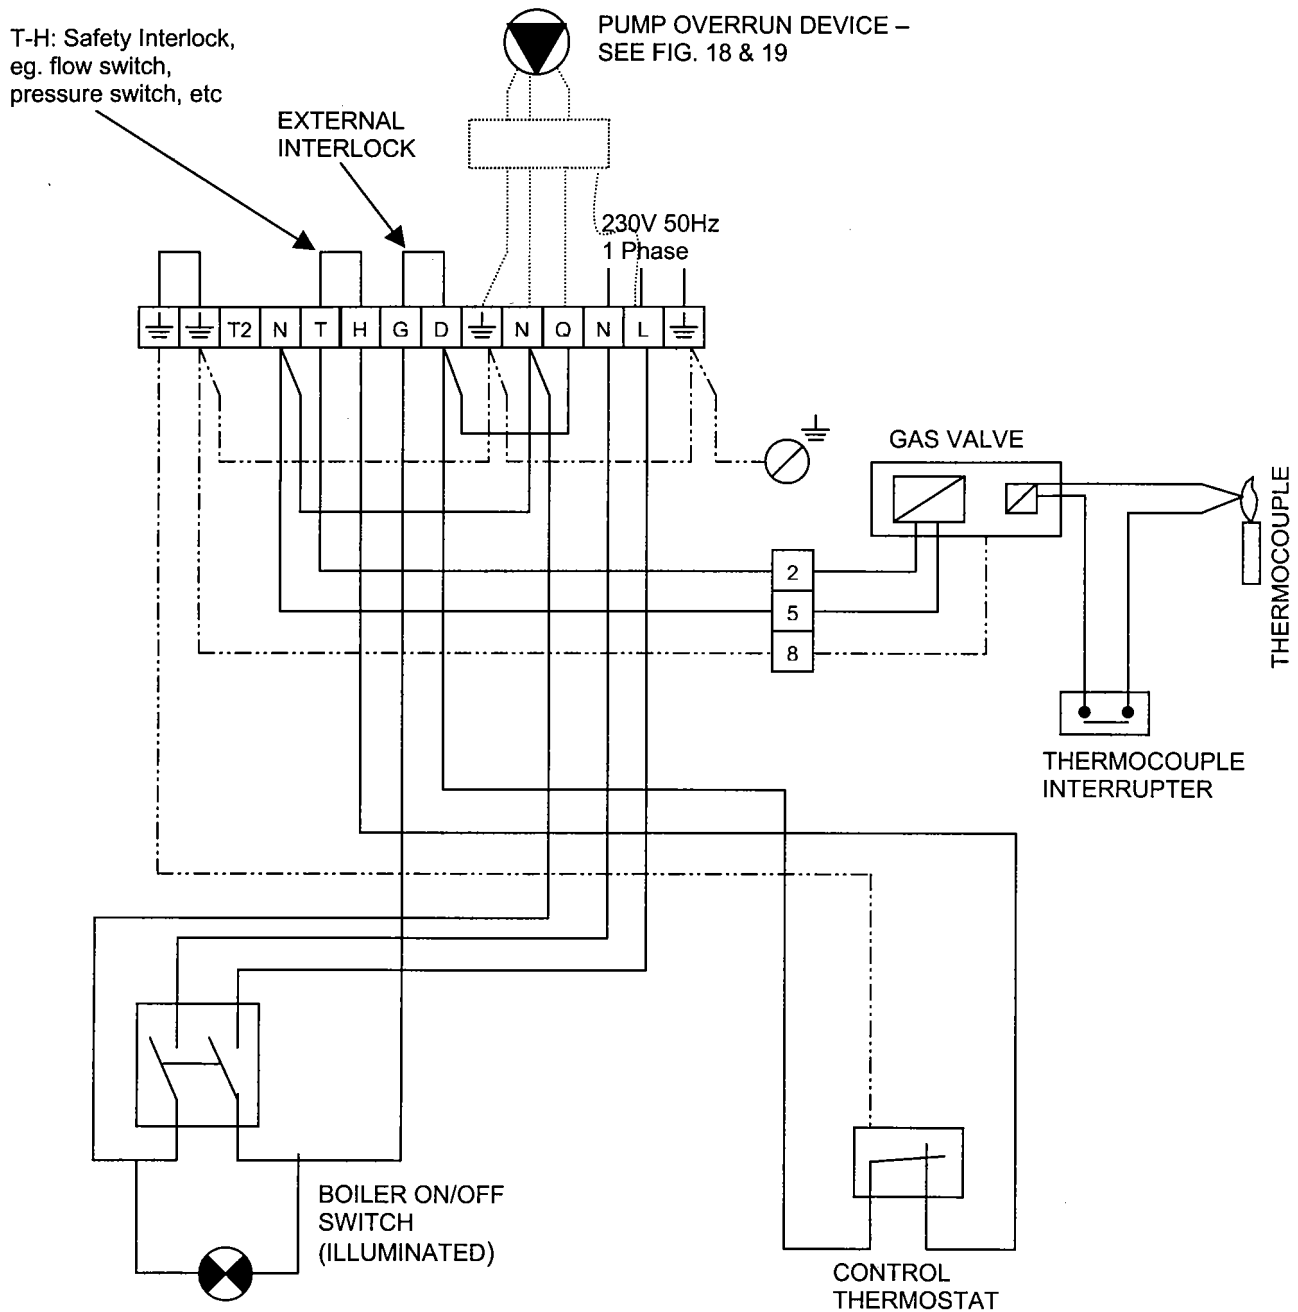 T-H: Safety Interlock,
eg. flow switch,
pressure switch, etc
EXTERNAL
INTERLOCK
PUMP OVERRUN DEVICE –
SEE FIG. 18 & 19
230V 50Hz
1 Phase
T2 N T H G D N Q N L
GAS VALVE
THERMOCOUPLE
2
5
8
THERMOCOUPLE
INTERRUPTER
BOILER ON/OFF
SWITCH
(ILLUMINATED)
CONTROL
THERMOSTAT